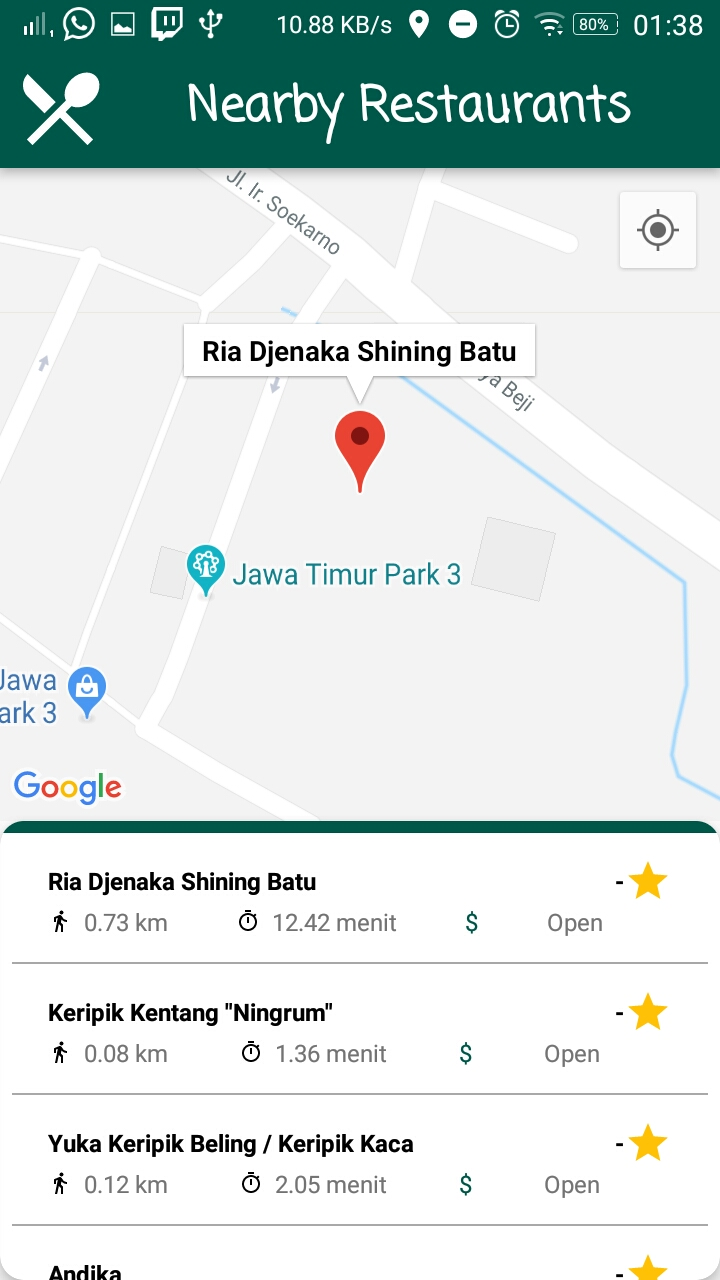 10.88 KB/s 80% 01:38
Nearby Restaurants
Jl. Ir. Soekarno
Ria Djenaka Shining Batu
ya Beji
Jawa Timur Park 3
Jawa
ark 3
Google
Ria Djenaka Shining Batu -
0.73 km 12.42 menit $ Open
Keripik Kentang "Ningrum" -
0.08 km 1.36 menit $ Open
Yuka Keripik Beling / Keripik Kaca -
0.12 km 2.05 menit $ Open
Andika -